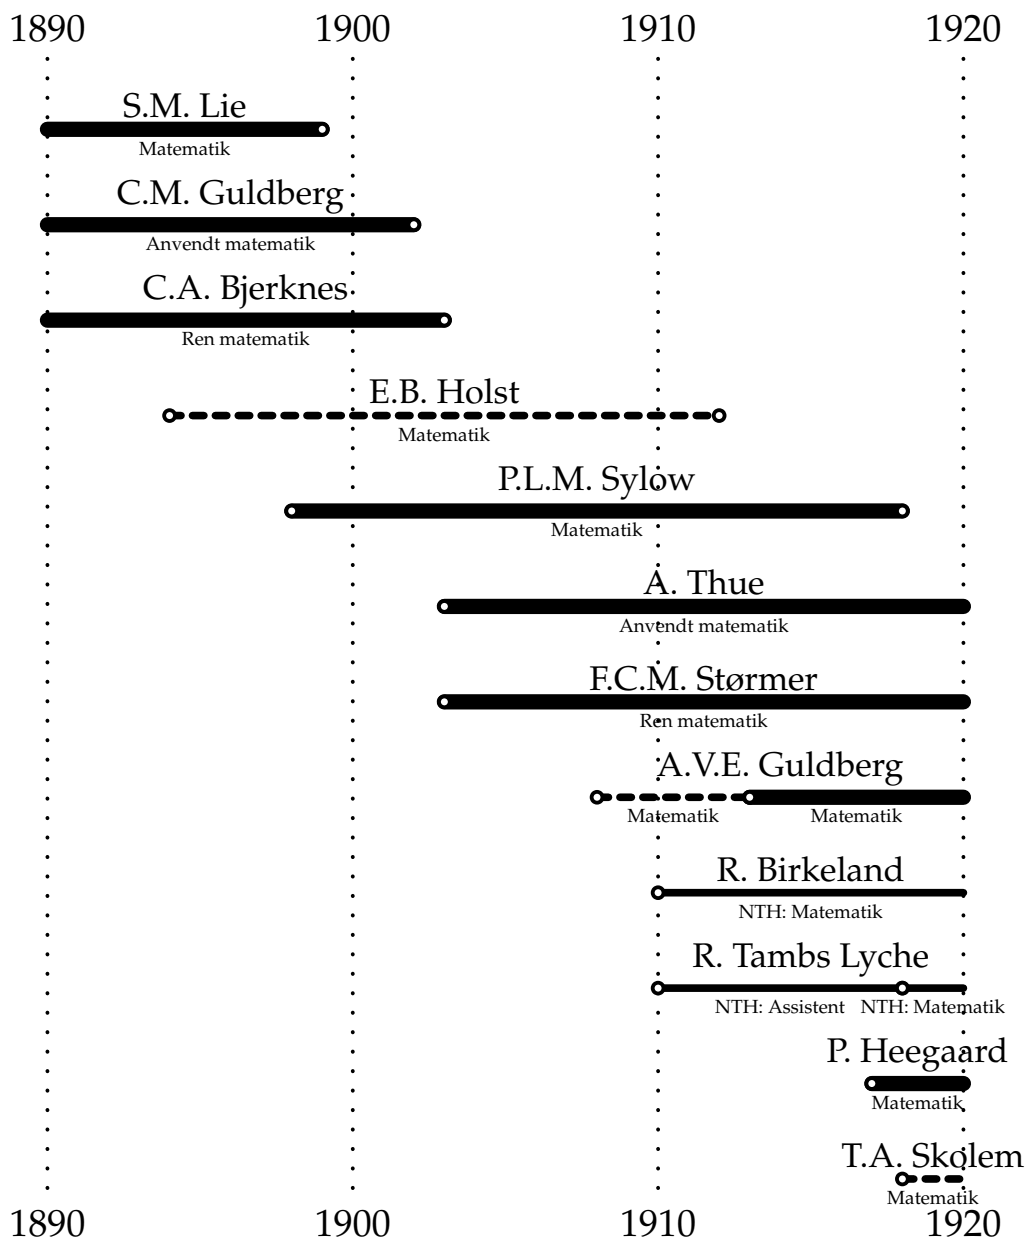 1890 1900 1910 1920
S.M. Lie
Matematik
C.M. Guldberg
Anvendt matematik
C.A. Bjerknes
Ren matematik
E.B. Holst
Matematik
P.L.M. Sylow
Matematik
A. Thue
Anvendt matematik
F.C.M. Størmer
Ren matematik
A.V.E. Guldberg
Matematik Matematik
R. Birkeland
NTH: Matematik
R. Tambs Lyche
NTH: Assistent NTH: Matematik
P. Heegaard
Matematik
T.A. Skolem
Matematik
1890 1900 1910 1920